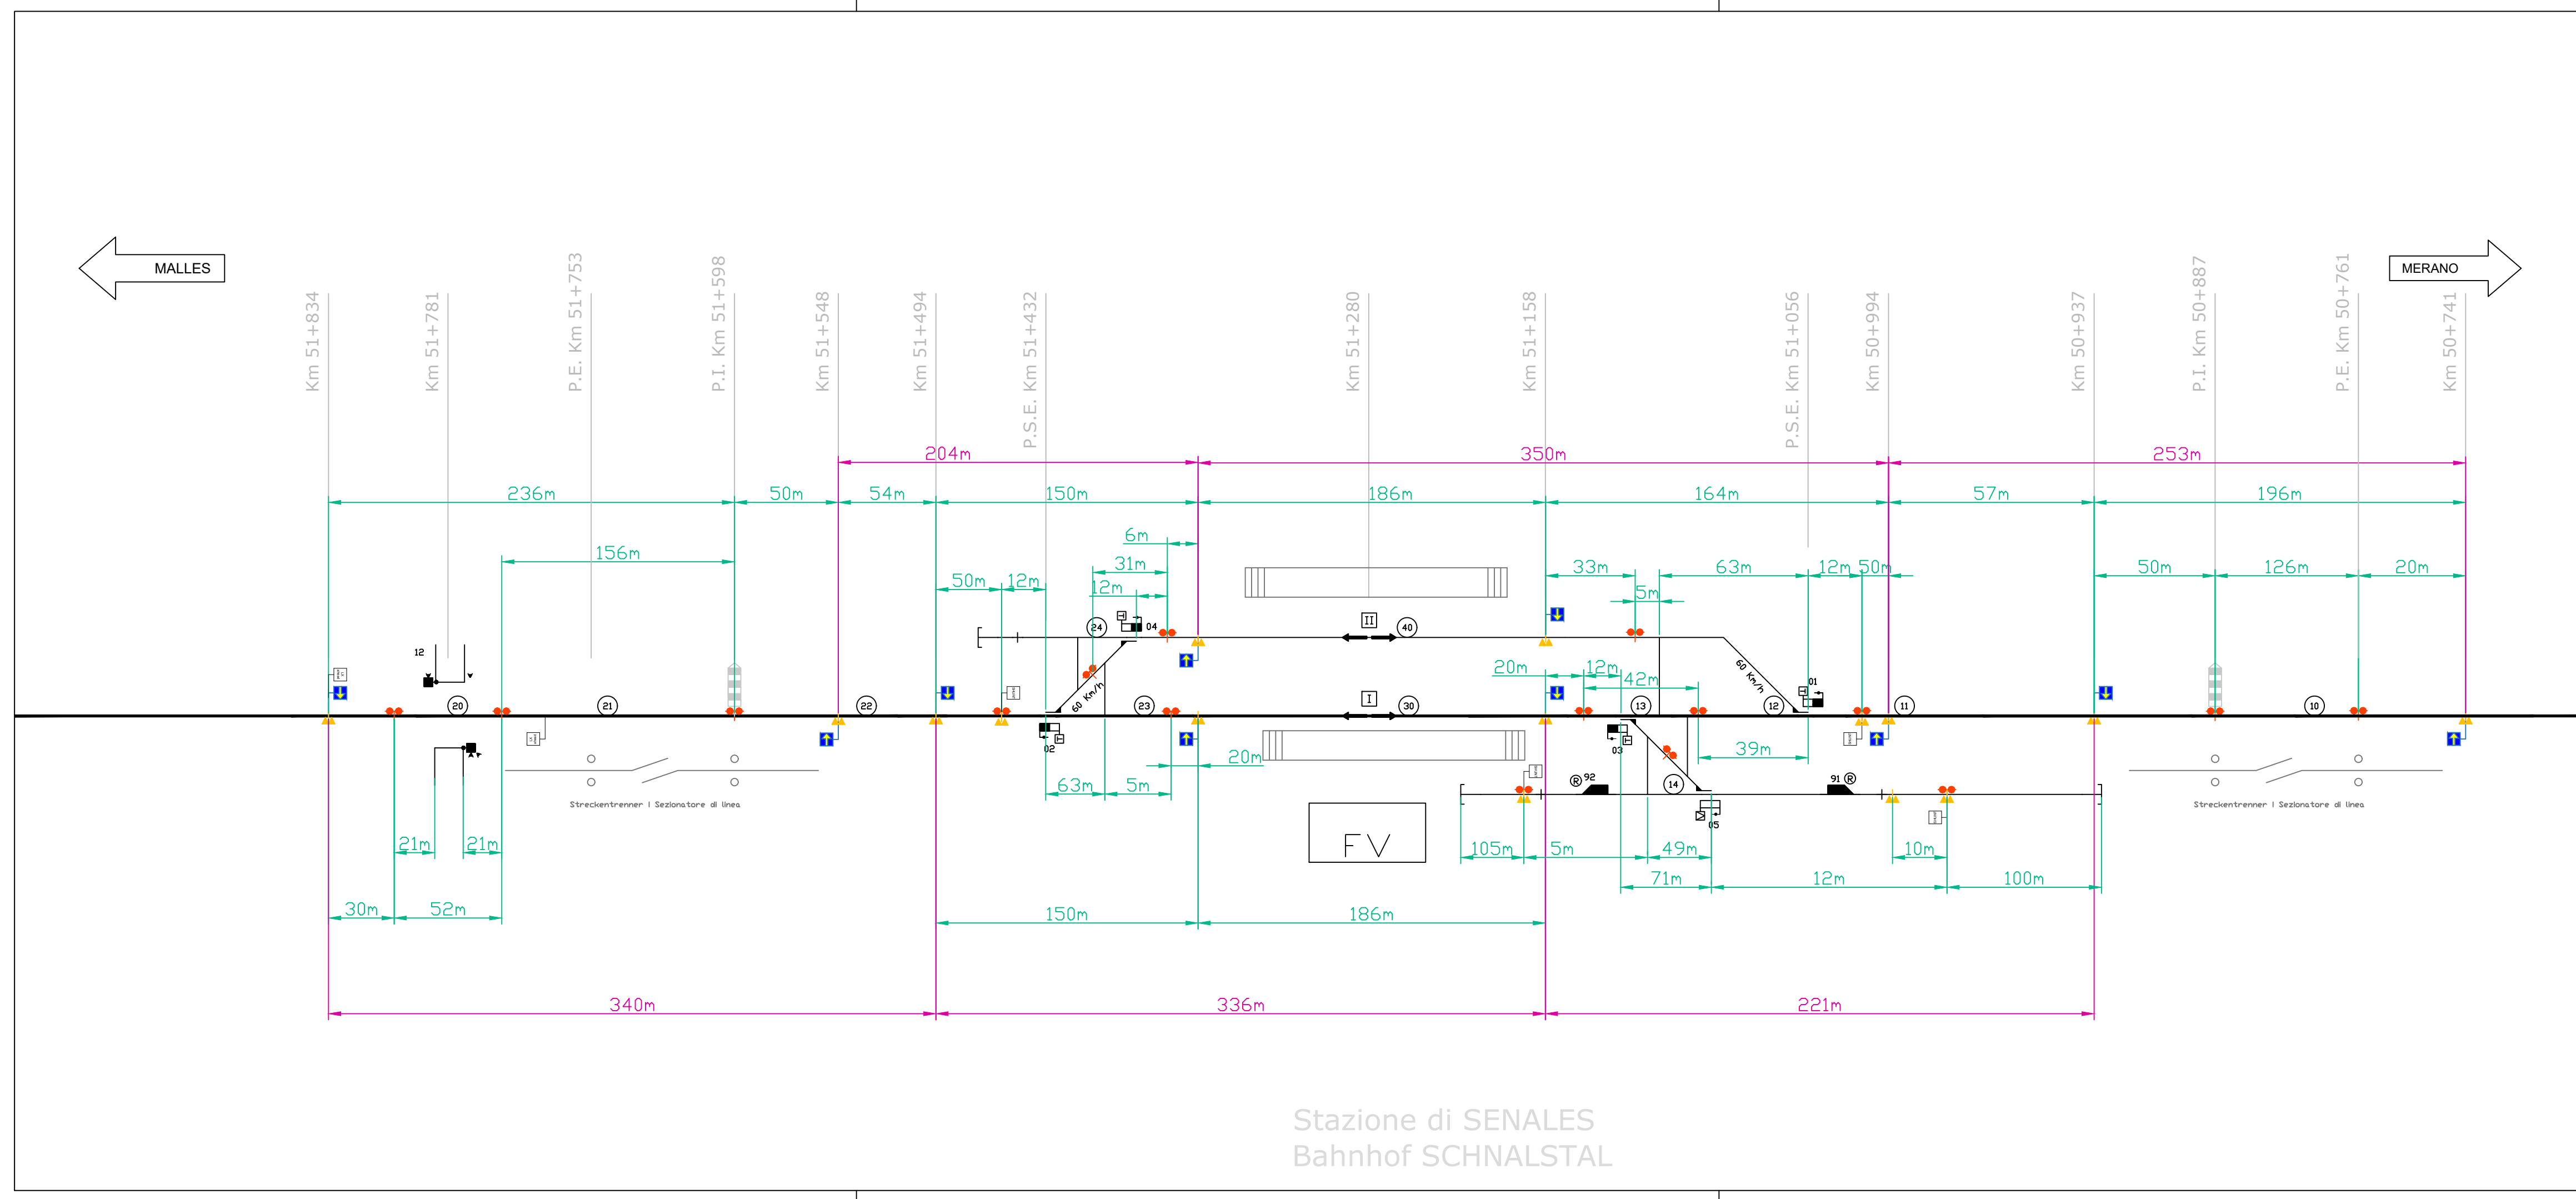 MALLES
MERANO
Km 51+834
Km 51+781
P.E. Km 51+753
P.I. Km 51+598
Km 51+548
Km 51+494
P.S.E. Km 51+432
Km 51+280
Km 51+158
P.S.E. Km 51+056
Km 50+994
Km 50+937
P.I. Km 50+887
P.E. Km 50+761
Km 50+741
204m
350m
253m
236m
50m
54m
150m
186m
164m
57m
196m
6m
156m
31m
33m
63m
12m
50m
50m
126m
20m
50m
12m
12m
5m
II
24
04
40
12
20m
12m
42m
60 Km/h
01
60 Km/h
I
20
21
22
23
30
13
12
11
10
02
03
20m
39m
63m
5m
R
92
14
91
R
Streckentrenner | Sezionatore di linea
Streckentrenner | Sezionatore di linea
05
FV
21m
21m
105m
5m
49m
10m
71m
12m
100m
30m
52m
150m
186m
340m
336m
221m
Stazione di SENALES
Bahnhof SCHNALSTAL